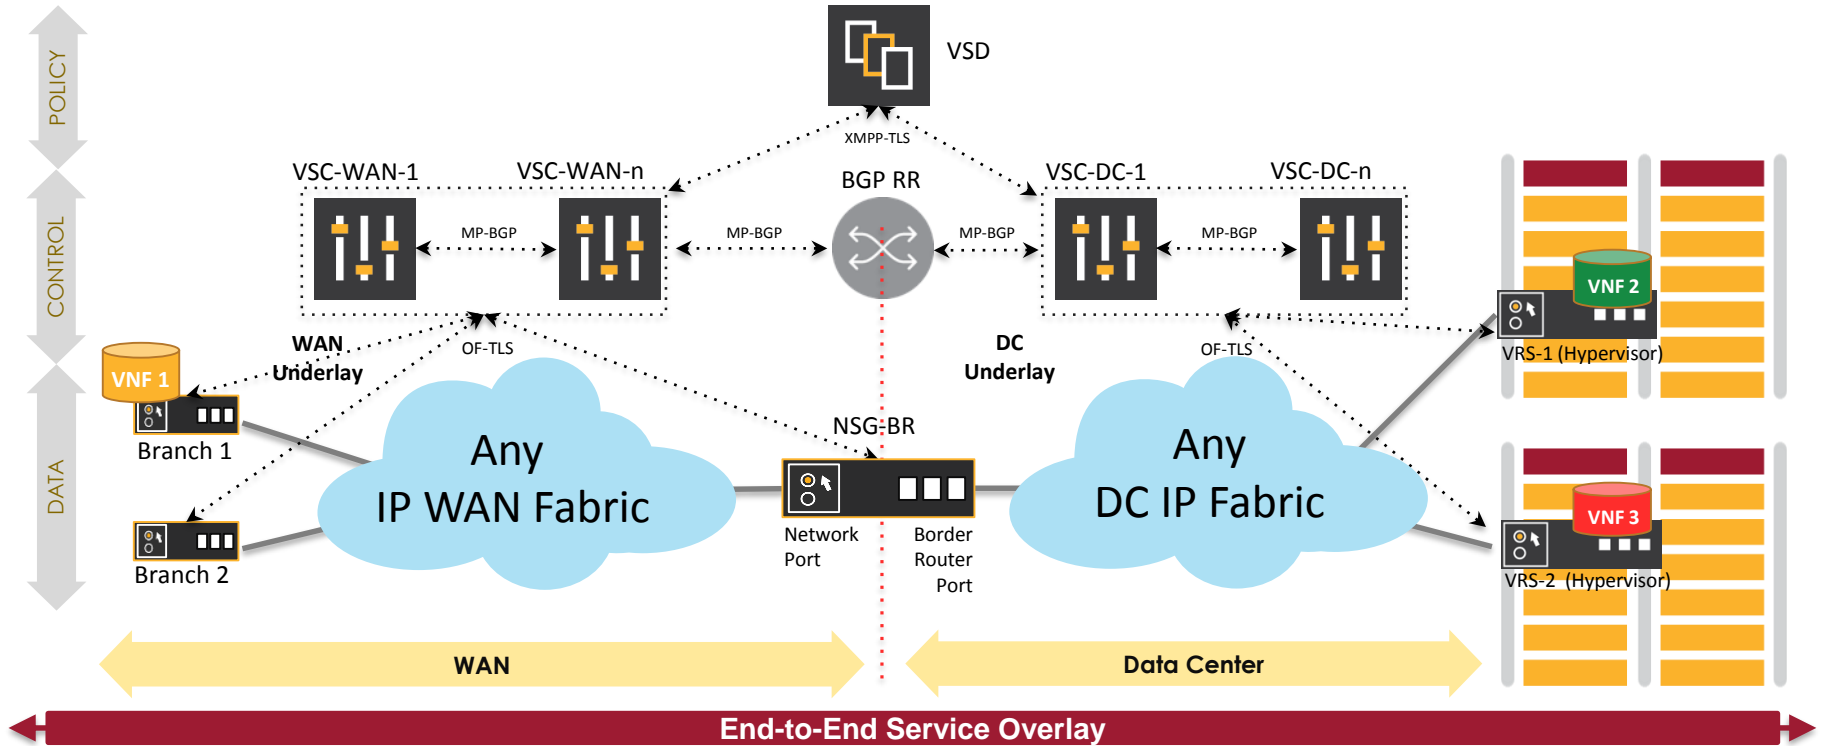 POLICY
CONTROL
DATA
VSD
XMPP-TLS
VSC-WAN-1
VSC-WAN-n
BGP RR
VSC-DC-1
VSC-DC-n
MP-BGP
MP-BGP
MP-BGP
MP-BGP
WAN
Underlay
OF-TLS
DC
Underlay
OF-TLS
VNF 1
Branch 1
Branch 2
Any
IP WAN Fabric
NSG-BR
Network
Port
Border
Router
Port
Any
DC IP Fabric
VNF 2
VRS-1 (Hypervisor)
VNF 3
VRS-2 (Hypervisor)
WAN
Data Center
End-to-End Service Overlay